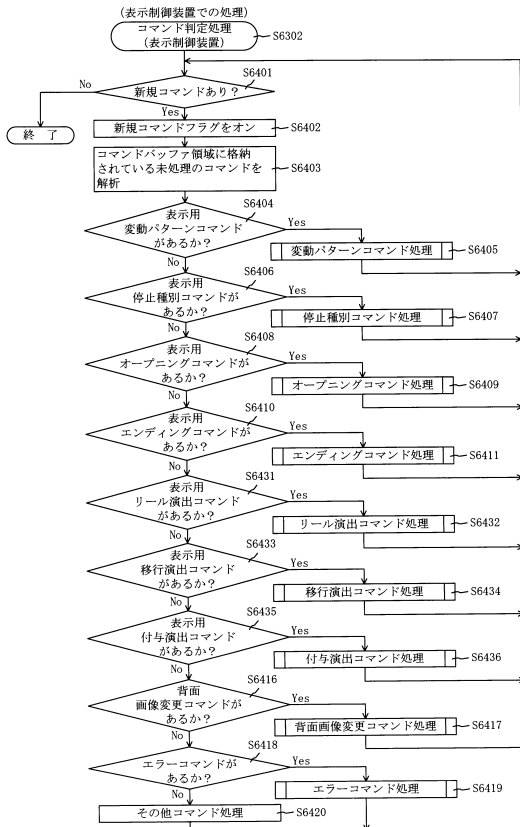 (表示制御装置での処理)
コマンド判定処理
(表示制御装置)
S6302
S6401
No
新規コマンドあり？
Yes
終 了
新規コマンドフラグをオン
S6402
コマンドバッファ領域に格納
されている未処理のコマンドを
解析
S6403
S6404
表示用
変動パターンコマンド
があるか？
Yes
変動パターンコマンド処理
S6405
No
S6406
表示用
停止種別コマンドが
あるか？
Yes
停止種別コマンド処理
S6407
No
S6408
表示用
オープニングコマンドが
あるか？
Yes
オープニングコマンド処理
S6409
No
S6410
表示用
エンディングコマンドが
あるか？
Yes
エンディングコマンド処理
S6411
No
S6431
表示用
リール演出コマンド
があるか？
Yes
リール演出コマンド処理
S6432
No
S6433
表示用
移行演出コマンド
があるか？
Yes
移行演出コマンド処理
S6434
No
S6435
表示用
付与演出コマンド
があるか？
Yes
付与演出コマンド処理
S6436
No
S6416
背面
画像変更コマンドが
あるか？
Yes
背面画像変更コマンド処理
S6417
No
S6418
エラーコマンドが
あるか？
Yes
エラーコマンド処理
S6419
No
その他コマンド処理
S6420